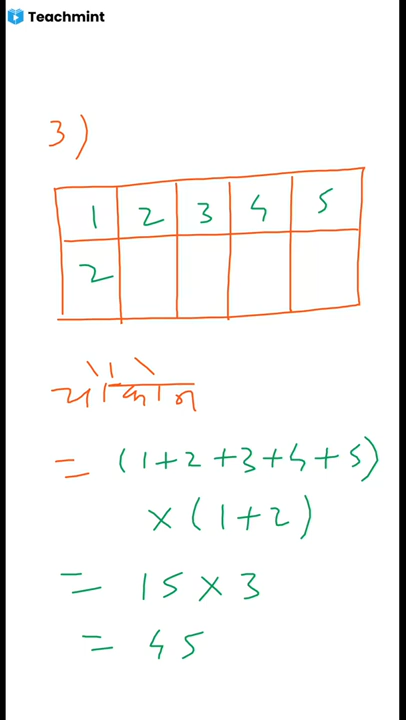 Teachmint
3)
1 2 3 4 5
2
= (1+2+3+4+5)
× (1+2)
= 15 × 3
= 45